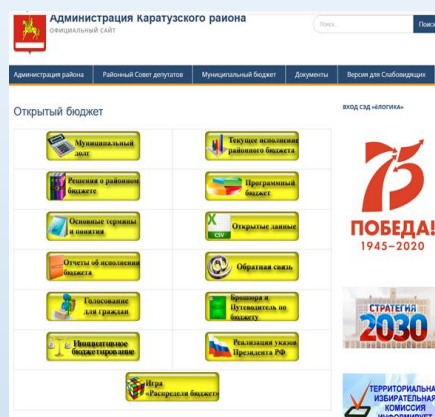 Администрация Каратузского района
ОФИЦИАЛЬНЫЙ САЙТ
Поиск...
Поиск
Администрация района
Районный Совет депутатов
Муниципальный бюджет
Документы
Версия для Слабовидящих
Открытый бюджет
ВХОД СЭД «ЁЛОГИКА»
Муниципальный
долг
Текущее исполнение
районного бюджета
Решения о районном
бюджете
Программный
бюджет
Основные термины
и понятия
CSV
Открытые данные
Отчеты об исполнении
бюджета
Обратная связь
Голосование
для граждан
Брошюра и
Путеводитель по
бюджету
Инициативное
бюджетирование
Реализация указов
Президента РФ
Игра
«Распредели бюджет»
75
ПОБЕДА!
1945–2020
СТРАТЕГИЯ
2030
ТЕРРИТОРИАЛЬНАЯ
ИЗБИРАТЕЛЬНАЯ
КОМИССИЯ
ИНФОРМИРУЕТ